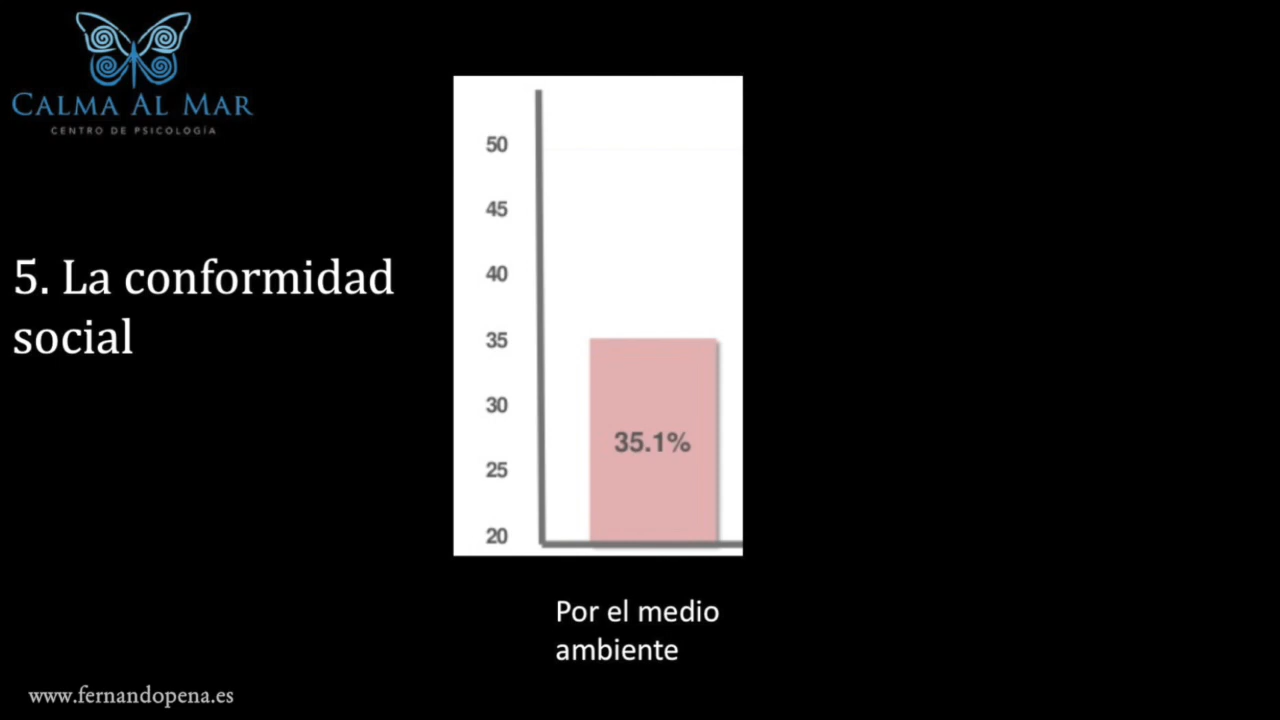 CALMA AL MAR
CENTRO DE PSICOLOGÍA
5. La conformidad
social
50
45
40
35
30
25
20
35.1%
Por el medio
ambiente
www.fernandopena.es